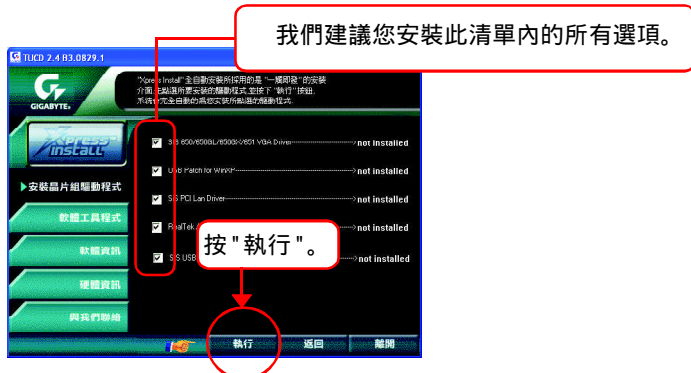 我們建議您安裝此清單內的所有選項。
TUCD 2.4 B3.0829.1
GIGABYTE
"Xpress Install"全自動安裝所採用的是 "一觸即發"的安裝
介面,先點選所要安裝的驅動程式,並按下 "執行"按鈕,
系統會完全自動的為您安裝所點選的驅動程式.
Xpress
Install
SiS 650/650GL/650GX/651 VGA Driver not installed
USB Patch for WinXP not installed
安裝晶片組驅動程式
SiS PCI Lan Driver not installed
軟體工具程式
RealTek not installed
按"執行"。
軟體資訊
SiS USB not installed
硬體資訊
與我們聯絡
執行
返回
離開